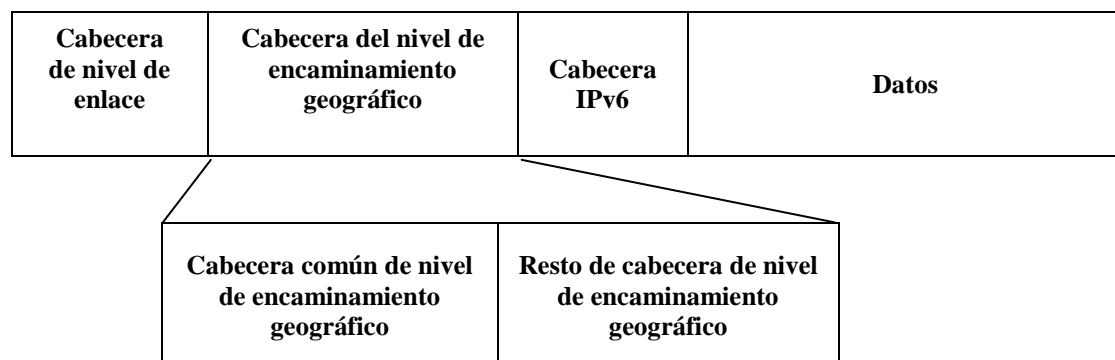 Cabecera
de nivel de
enlace
Cabecera del nivel de
encaminamiento
geográfico
Cabecera
IPv6
Datos
Cabecera común de nivel
de encaminamiento
geográfico
Resto de cabecera de nivel
de encaminamiento
geográfico